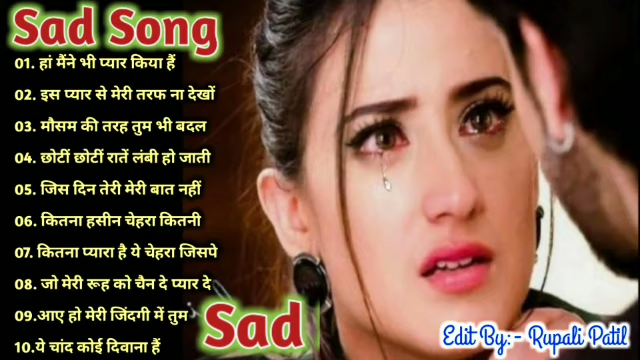 Sad Song
01. हां मैंने भी प्यार किया हैं
02. इस प्यार से मेरी तरफ ना देखों
03. मौसम की तरह तुम भी बदल
04. छोटीं छोटीं रातें लंबी हो जाती
05. जिस दिन तेरी मेरी बात नहीं
06. कितना हसीन चेहरा कितनी
07. कितना प्यारा है ये चेहरा जिसपे
08. जो मेरी रूह को चैन दे प्यार दे
09.आए हो मेरी जिंदगी में तुम
10.ये चांद कोई दिवाना हैं
Sad
Edit By:- Rupali Patil